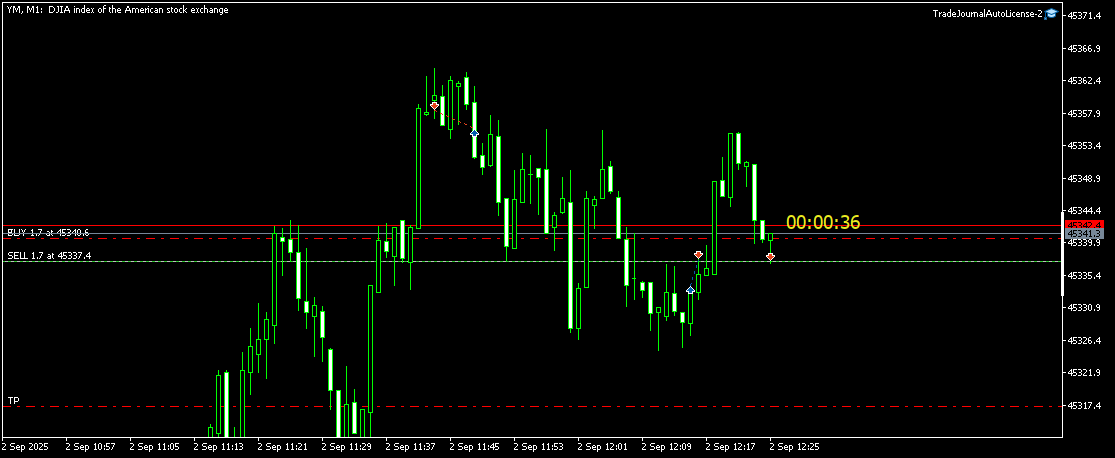 YM, M1: DJIA index of the American stock exchange
TradeJournalAutoLicense-2
45371.4
45366.9
45362.4
45357.9
45353.4
45348.9
45344.4
00:00:36
BUY 1.7 at 45340.6
45341.3
45339.9
SELL 1.7 at 45337.4
45335.4
45330.9
45326.4
45321.9
TP
45317.4
2 Sep 2025
2 Sep 10:57
2 Sep 11:05
2 Sep 11:13
2 Sep 11:21
2 Sep 11:29
2 Sep 11:37
2 Sep 11:45
2 Sep 11:53
2 Sep 12:01
2 Sep 12:09
2 Sep 12:17
2 Sep 12:25